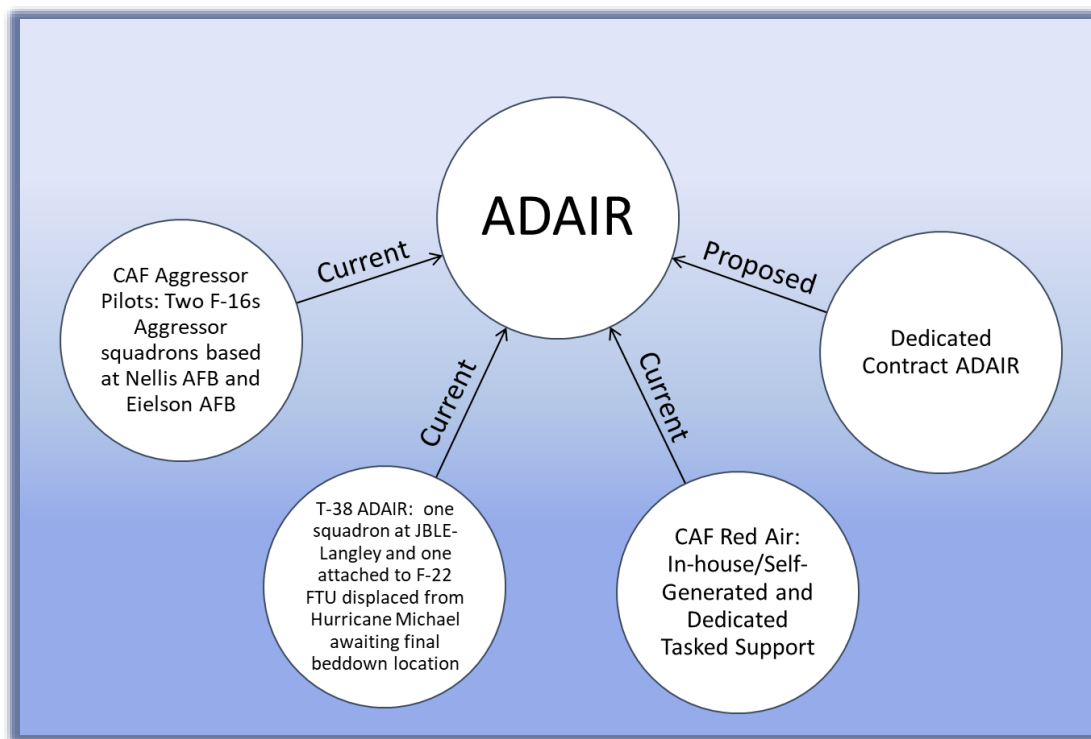 ADAIR
Current
Proposed
CAF Aggressor
Pilots: Two F-16s
Aggressor
squadrons based
at Nellis AFB and
Eielson AFB
Dedicated
Contract ADAIR
Current
Current
T-38 ADAIR: one
squadron at JBLE-
Langley and one
attached to F-22
FTU displaced from
Hurricane Michael
awaiting final
beddown location
CAF Red Air:
In-house/Self-
Generated and
Dedicated
Tasked Support